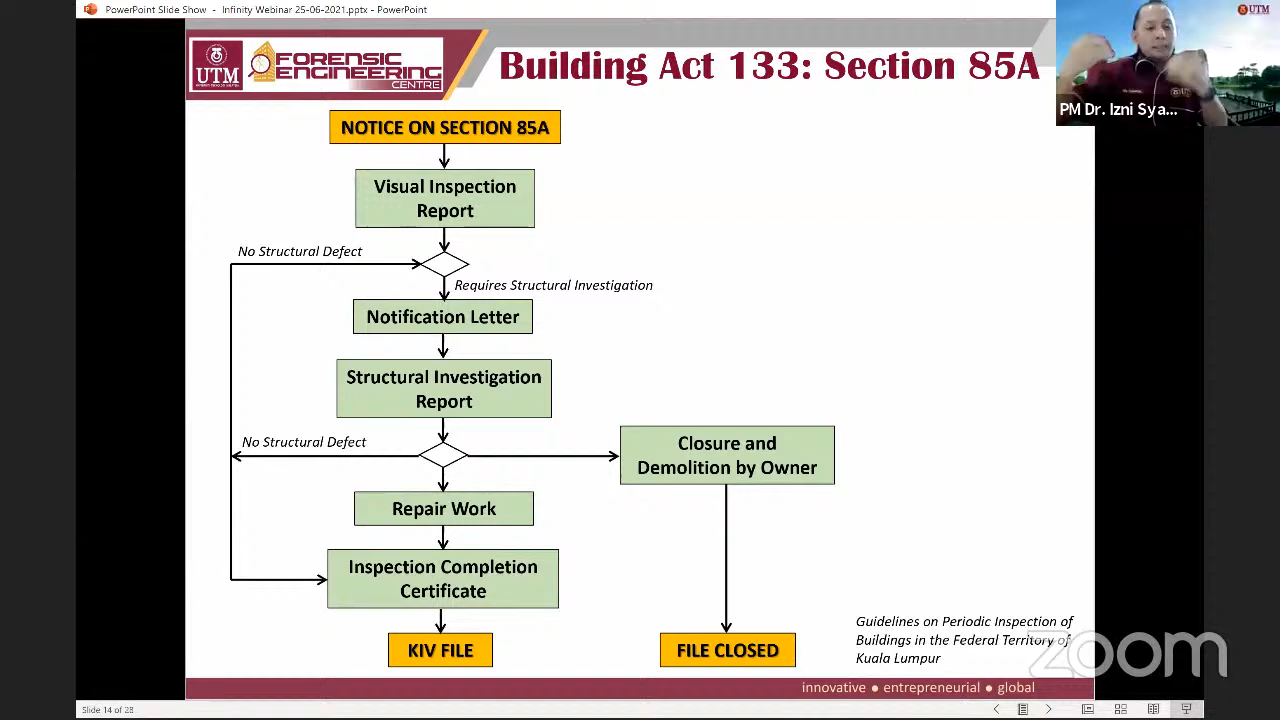 PowerPoint Slide Show - Infinity Webinar 25-06-2021.pptx - PowerPoint
UTM
UTM
FORENSIC
ENGINEERING
CENTRE
Building Act 133: Section 85A
PM Dr. Izni Sya...
NOTICE ON SECTION 85A
Visual Inspection
Report
No Structural Defect
Requires Structural Investigation
Notification Letter
Structural Investigation
Report
No Structural Defect
Closure and
Demolition by Owner
Repair Work
Inspection Completion
Certificate
KIV FILE
FILE CLOSED
Guidelines on Periodic Inspection of
Buildings in the Federal Territory of
Kuala Lumpur
zoom
innovative ● entrepreneurial ● global
Slide 14 of 28